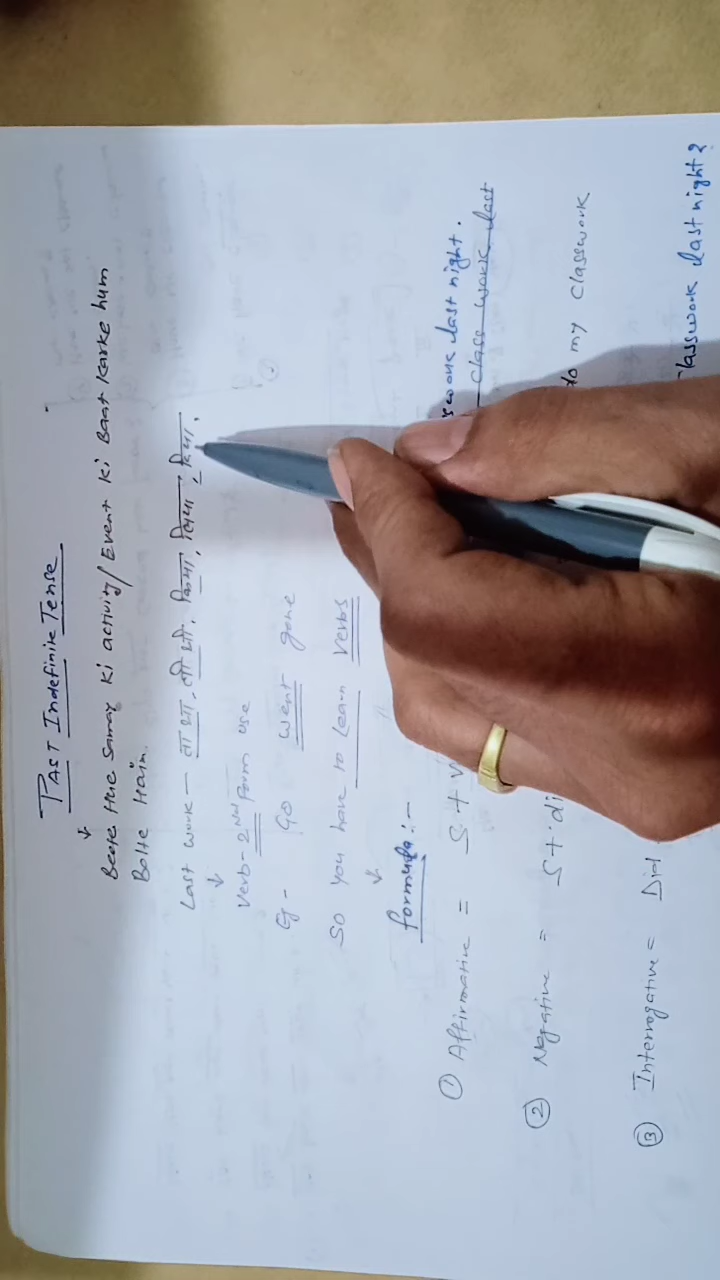 PAST Indefinite Tense
↓
Beete Hue Samay Ki activity/Event Ki Baat Karke hum
Bolte Hain.
Last work - ता था, ती थी, किया, लिया, दिया.
↓
Verb - 2nd Form use
Go Went gone
So you have to learn Verbs
↓
formula:-
① Affirmative = S + work last night.
class work last
② Negative = S + di do my classwork
③ Interrogative = Did classwork last night?